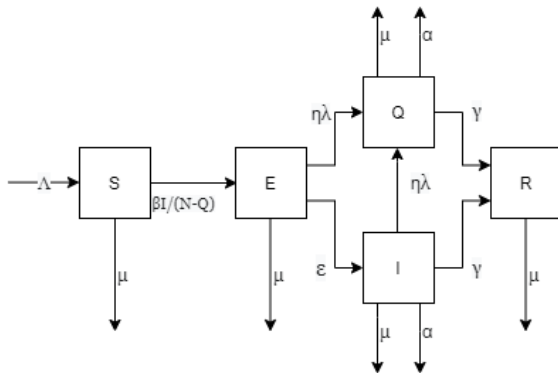 μ α
Q
ηλ γ
Λ S βI/(N-Q) E ηλ R
ε I γ
μ μ μ α μ